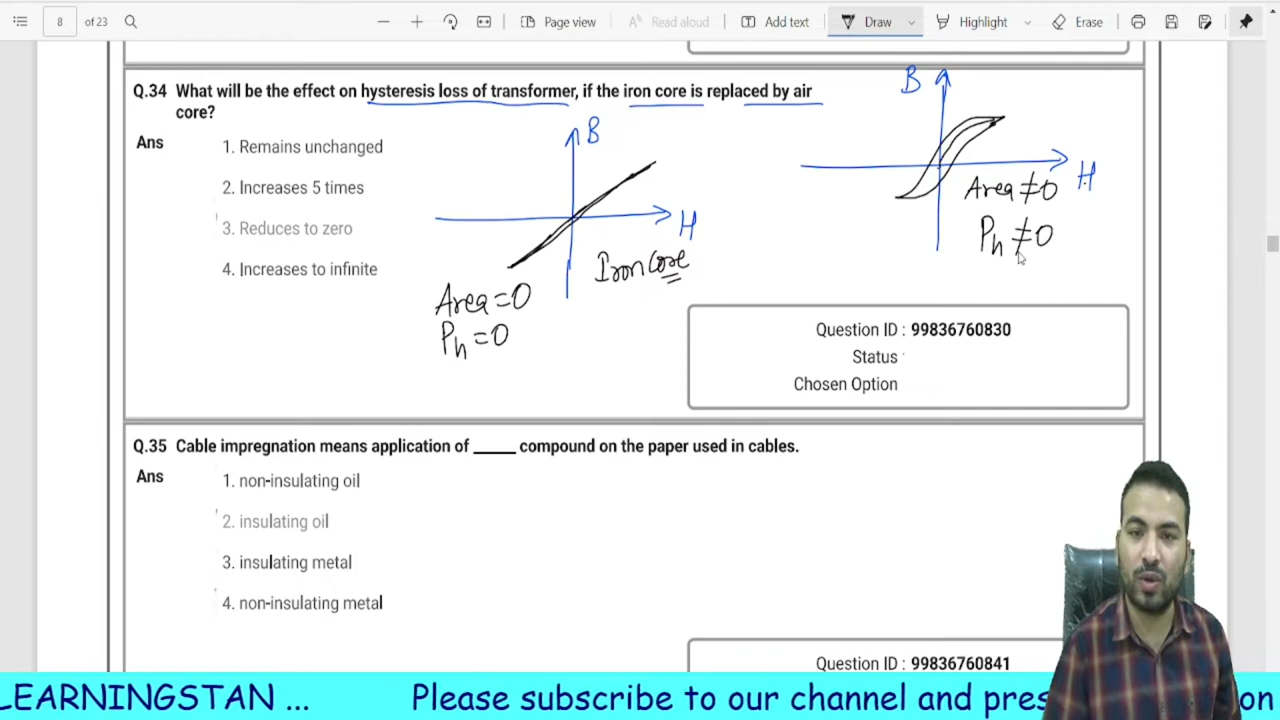 8 of 23
Page view
Read aloud
Add text
Draw
Highlight
Erase
Q.34 What will be the effect on hysteresis loss of transformer, if the iron core is replaced by air
core?
Ans
1. Remains unchanged
2. Increases 5 times
3. Reduces to zero
4. Increases to infinite
B
H
Iron Core
Area=0
Ph=0
B
H
Area≠0
Ph≠0
Question ID : 99836760830
Status
Chosen Option
Q.35 Cable impregnation means application of _____ compound on the paper used in cables.
Ans
1. non-insulating oil
2. insulating oil
3. insulating metal
4. non-insulating metal
Question ID : 99836760841
LEARNINGSTAN ... Please subscribe to our channel and pres
on